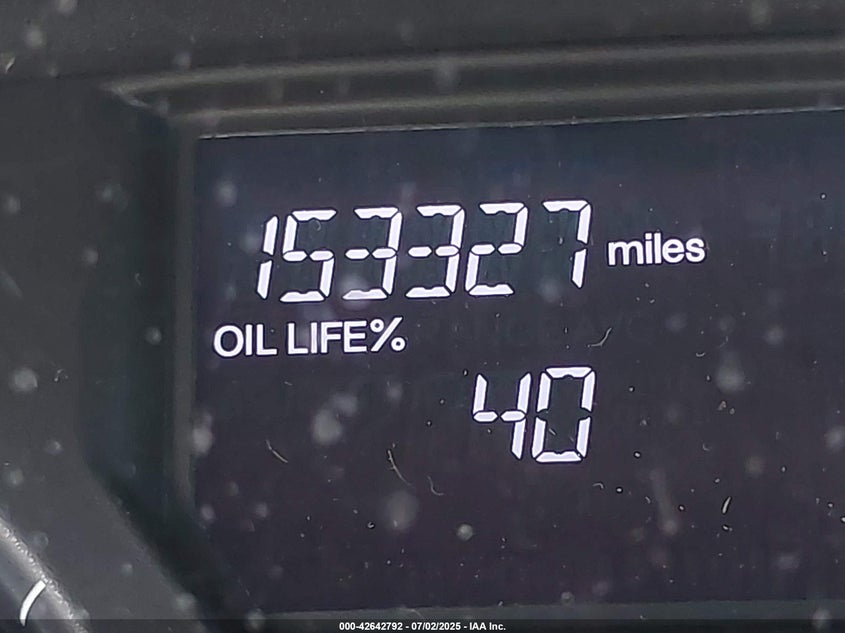 153327 miles
OIL LIFE%
40
000-42642792 - 07/02/2025 - IAA Inc.